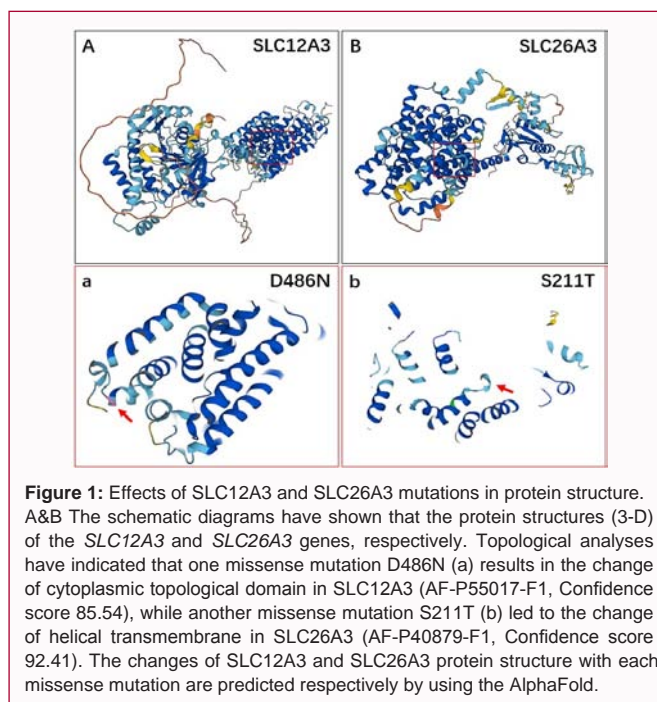 A SLC12A3
B SLC26A3
a D486N
b S211T
Figure 1: Effects of SLC12A3 and SLC26A3 mutations in protein structure.
A&B The schematic diagrams have shown that the protein structures (3-D)
of the SLC12A3 and SLC26A3 genes, respectively. Topological analyses
have indicated that one missense mutation D486N (a) results in the change
of cytoplasmic topological domain in SLC12A3 (AF-P55017-F1, Confidence
score 85.54), while another missense mutation S211T (b) led to the change
of helical transmembrane in SLC26A3 (AF-P40879-F1, Confidence score
92.41). The changes of SLC12A3 and SLC26A3 protein structure with each
missense mutation are predicted respectively by using the AlphaFold.